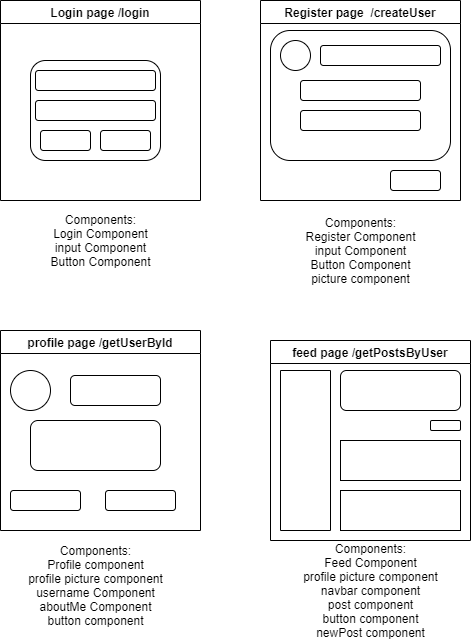 Login page /login
Components:
Login Component
input Component
Button Component
Register page  /createUser
Components:
Register Component
input Component
Button Component
picture component
profile page /getUserById
Components:
Profile component
profile picture component
username Component
aboutMe Component
button component
feed page /getPostsByUser
Components:
Feed Component
profile picture component
navbar component
post component
button component
newPost component